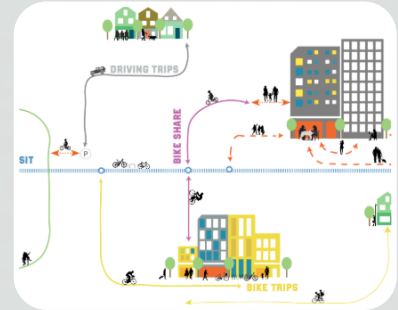 DRIVING TRIPS
BIKE SHARE
P
SIT
BIKE TRIPS